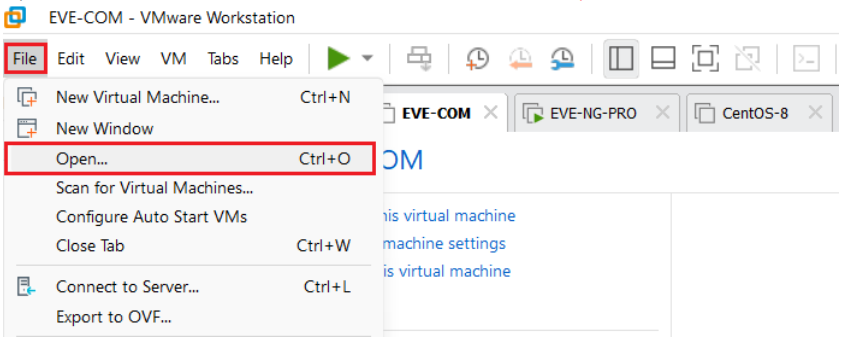 EVE-COM - VMware Workstation
File Edit View VM Tabs Help
New Virtual Machine... Ctrl+N
EVE-COM EVE-NG-PRO CentOS-8
New Window
Open... Ctrl+O
OM
Scan for Virtual Machines...
Configure Auto Start VMs
his virtual machine
Close Tab Ctrl+W
machine settings
is virtual machine
Connect to Server... Ctrl+L
Export to OVF...